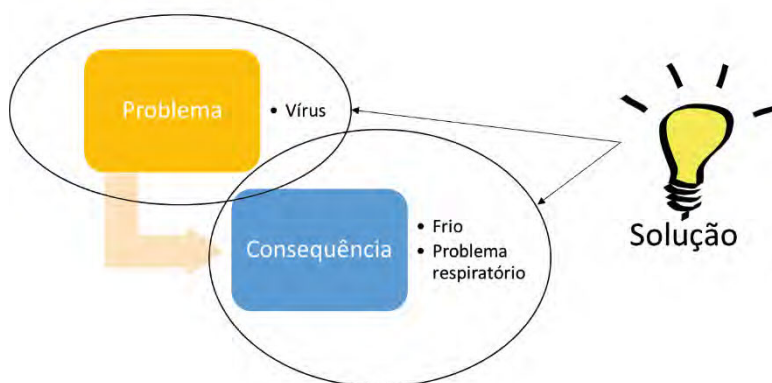 Problema
• Vírus
Consequência
• Frio
• Problema
respiratório
Solução